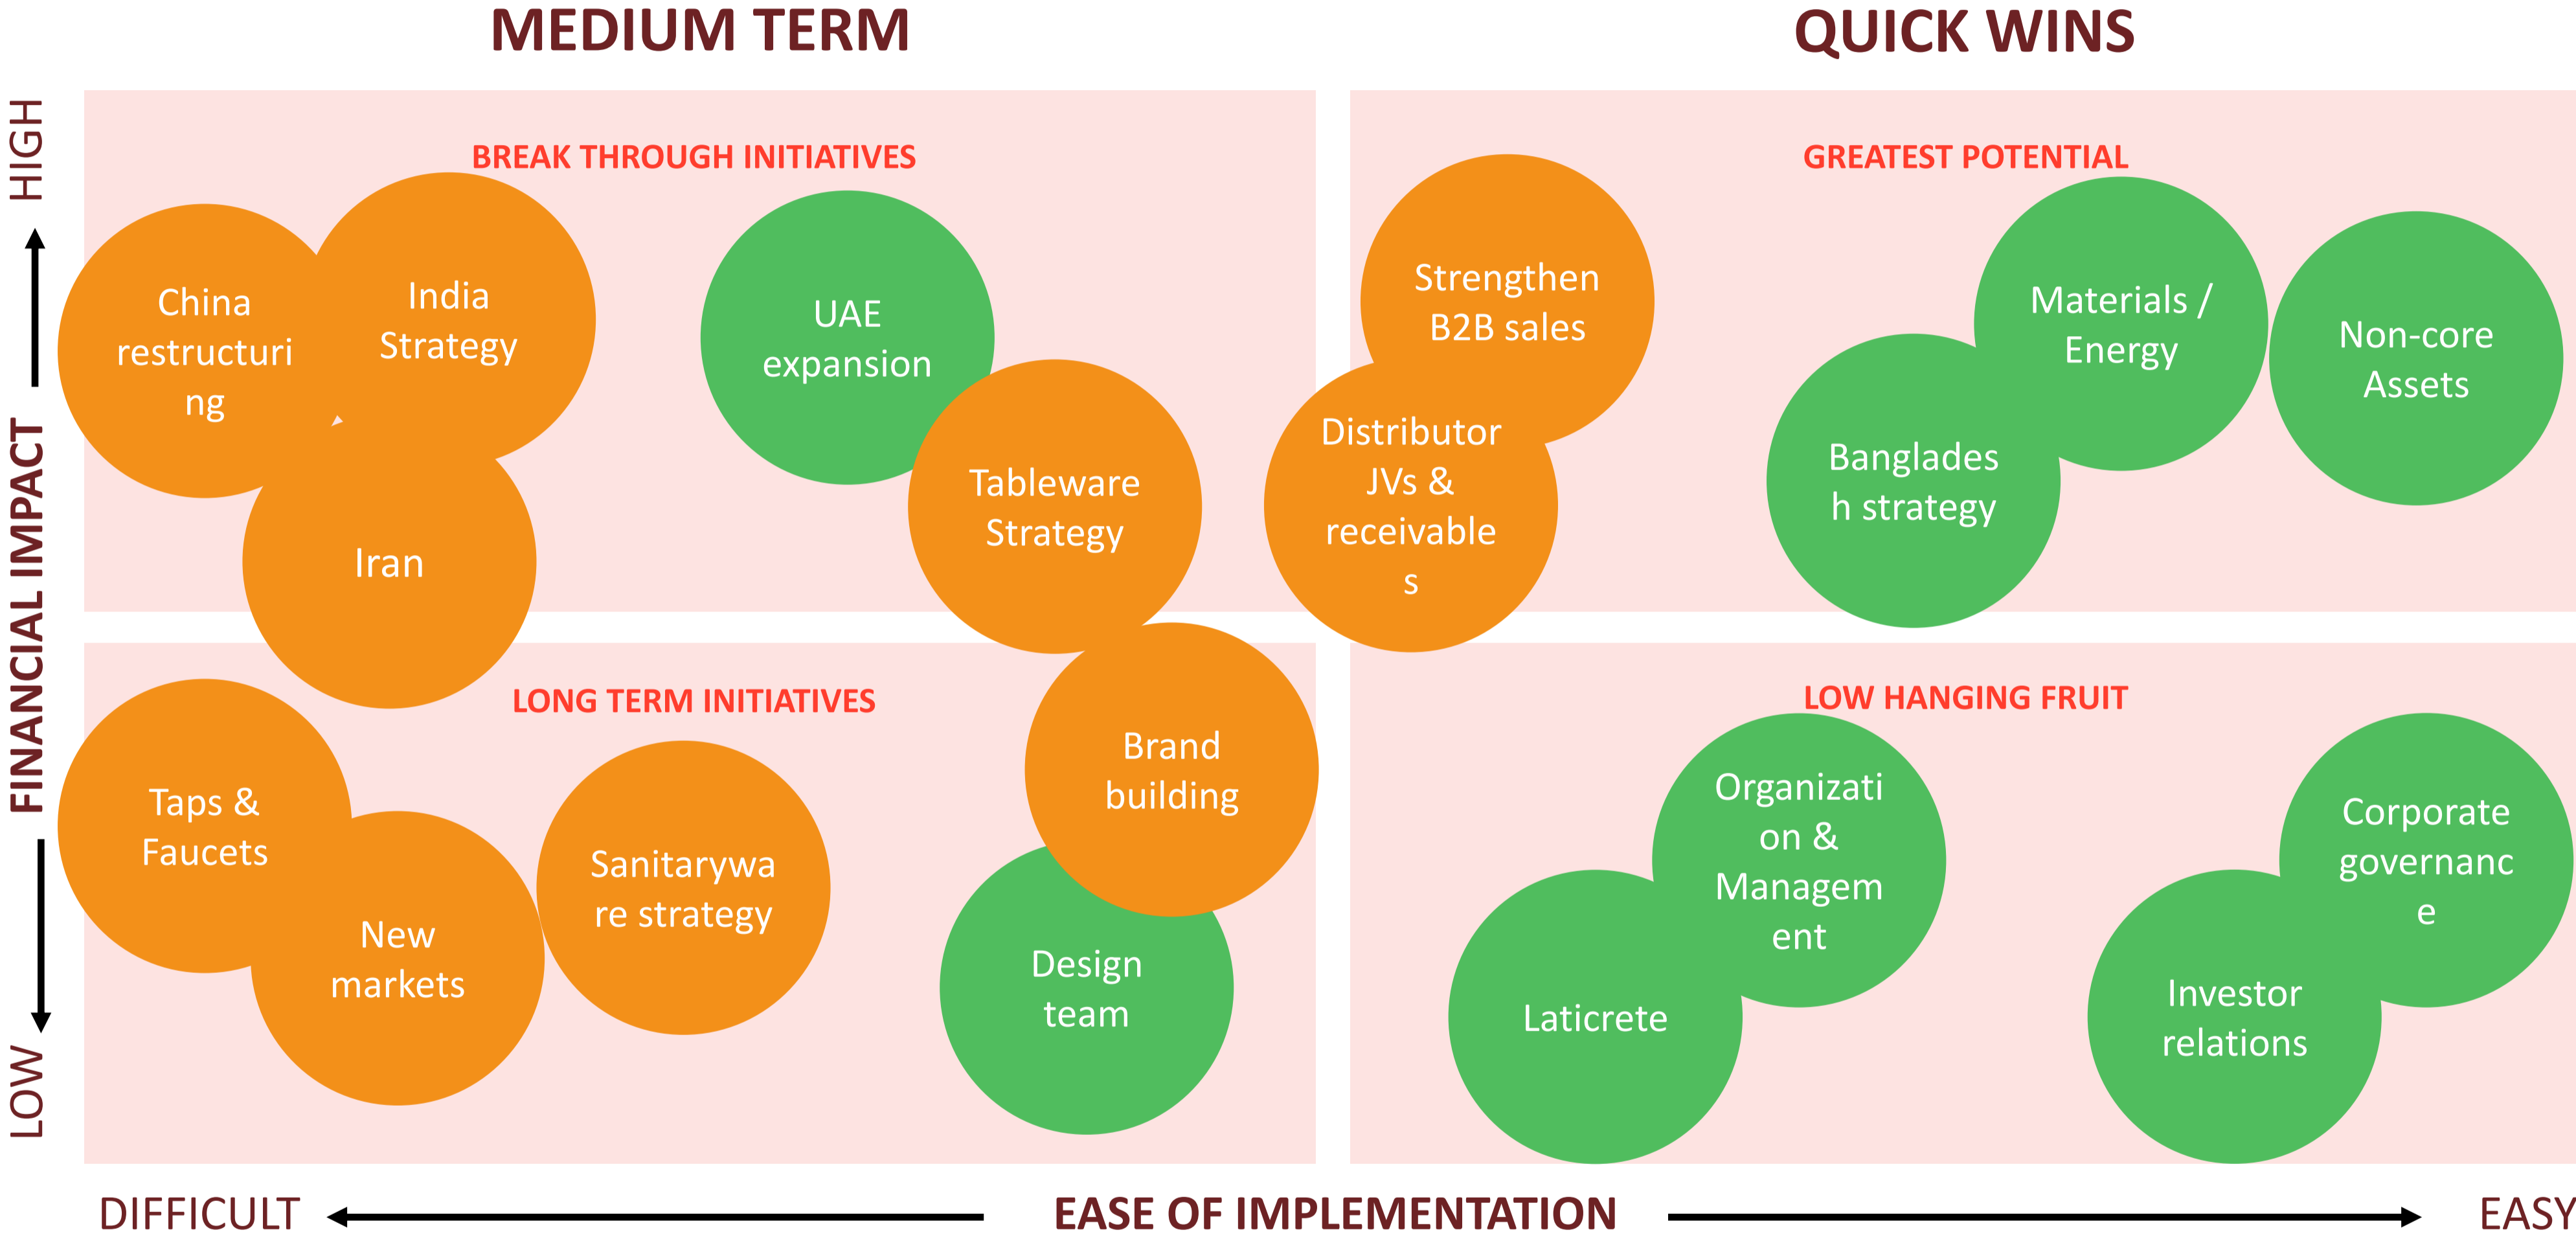 MEDIUM TERM
QUICK WINS
HIGH
FINANCIAL IMPACT
LOW
BREAK THROUGH INITIATIVES
China
restructuri
ng
India
Strategy
Iran
UAE
expansion
Tableware
Strategy
GREATEST POTENTIAL
Strengthen
B2B sales
Distributor
JVs &
receivable
s
Materials /
Energy
Banglades
h strategy
Non-core
Assets
LONG TERM INITIATIVES
Taps &
Faucets
New
markets
Sanitarywa
re strategy
Brand
building
Design
team
LOW HANGING FRUIT
Organizati
on &
Managem
ent
Laticrete
Corporate
governanc
e
Investor
relations
DIFFICULT
EASE OF IMPLEMENTATION
EASY